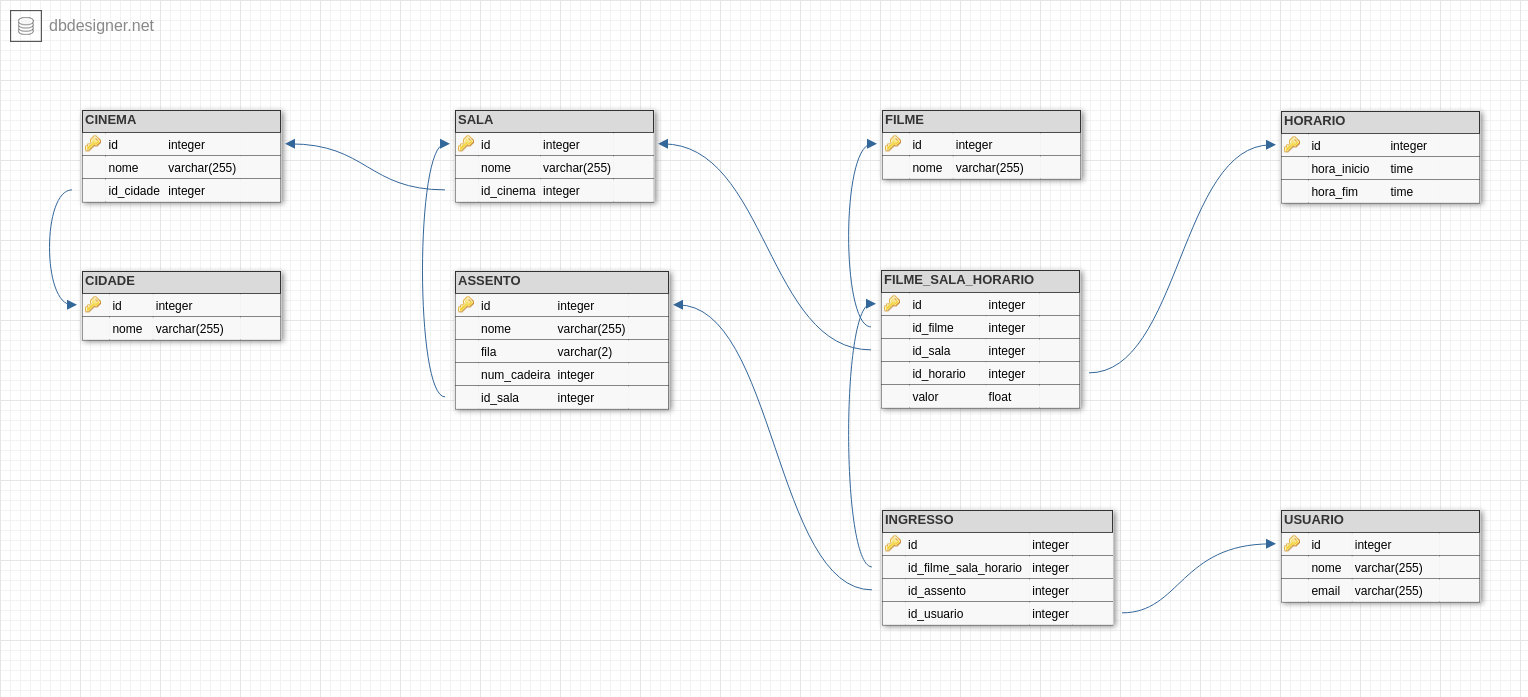 dbdesigner.net
CINEMA
id integer
nome varchar(255)
id_cidade integer
SALA
id integer
nome varchar(255)
id_cinema integer
FILME
id integer
nome varchar(255)
HORARIO
id integer
hora_inicio time
hora_fim time
CIDADE
id integer
nome varchar(255)
ASSENTO
id integer
nome varchar(255)
fila varchar(2)
num_cadeira integer
id_sala integer
FILME_SALA_HORARIO
id integer
id_filme integer
id_sala integer
id_horario integer
valor float
INGRESSO
id integer
id_filme_sala_horario integer
id_assento integer
id_usuario integer
USUARIO
id integer
nome varchar(255)
email varchar(255)